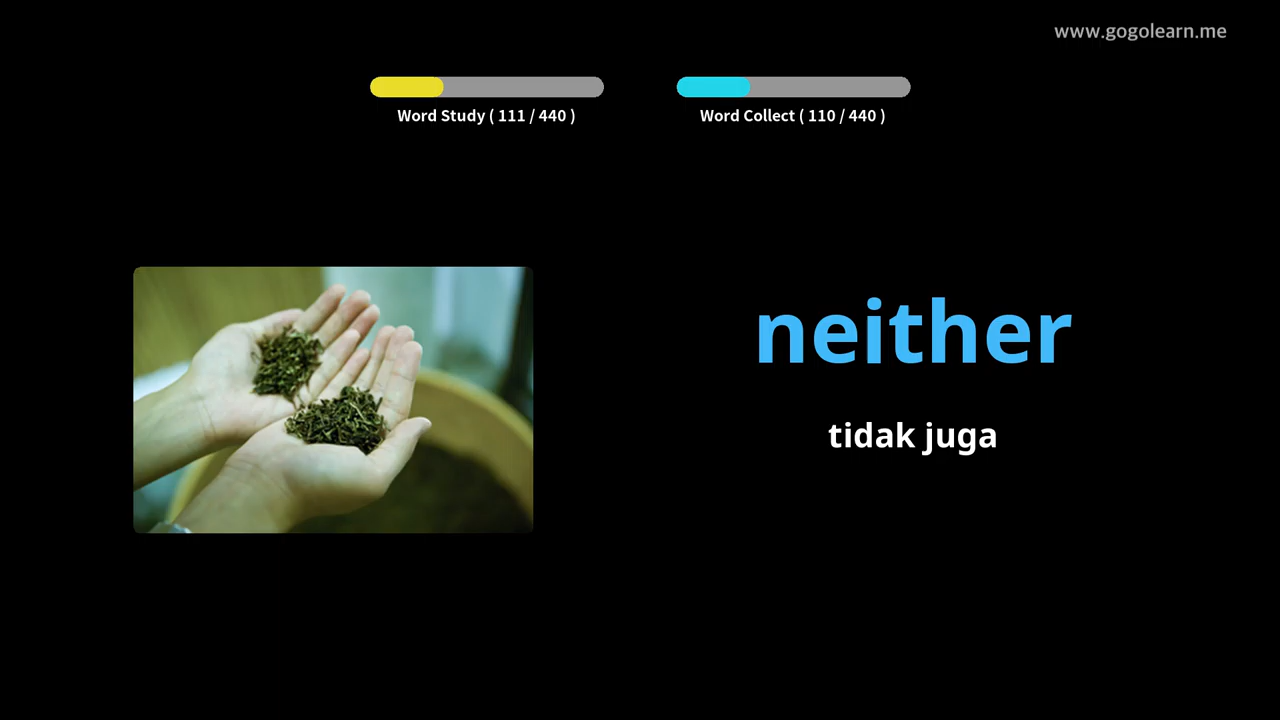 www.gogolearn.me
Word Study ( 111 / 440 )
Word Collect ( 110 / 440 )
neither
tidak juga